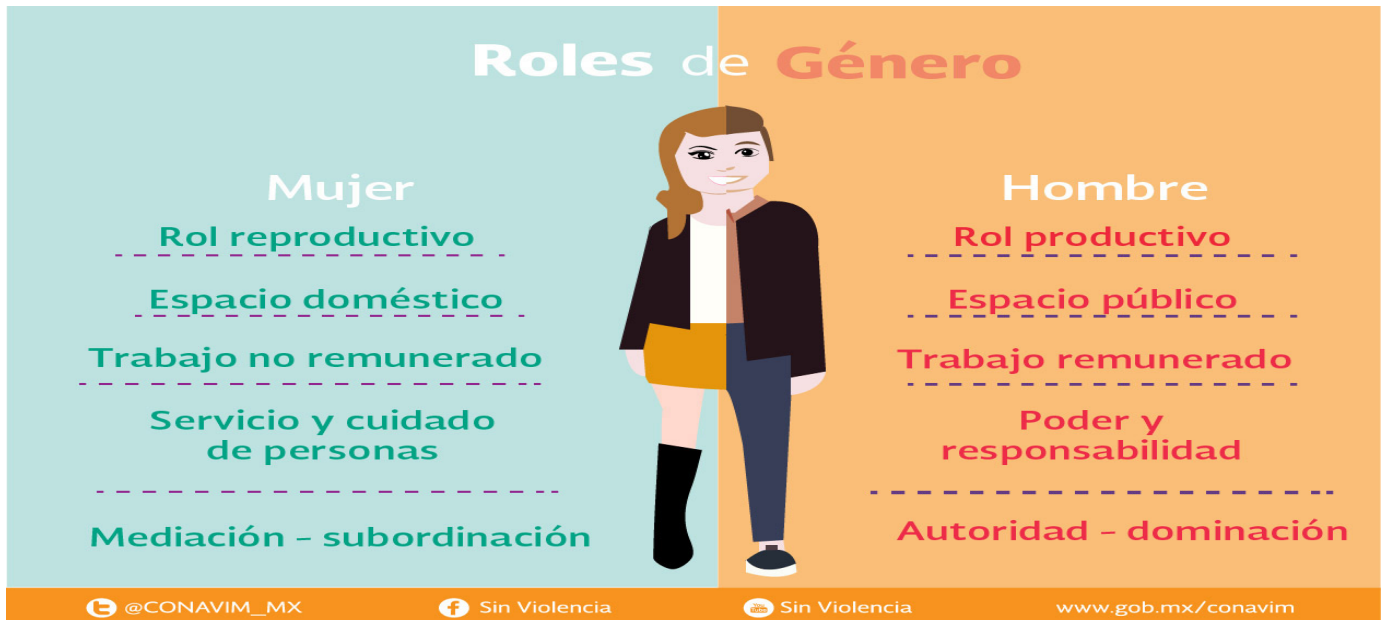 Roles de Género
Mujer
Rol reproductivo
Espacio doméstico
Trabajo no remunerado
Servicio y cuidado
de personas
Mediación – subordinación
Hombre
Rol productivo
Espacio público
Trabajo remunerado
Poder y
responsabilidad
Autoridad – dominación
@CONAVIM_MX
Sin Violencia
Sin Violencia
www.gob.mx/conavim